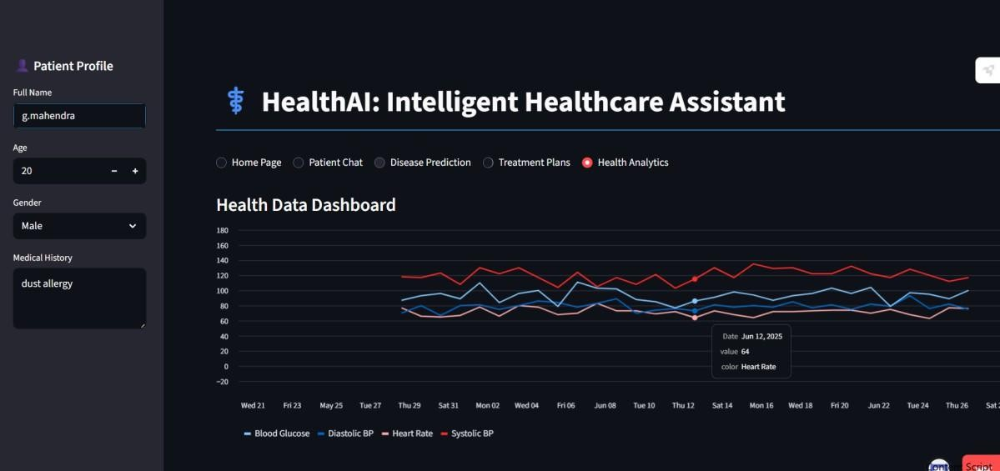 Patient Profile
Full Name
g.mahendra
Age
20
Gender
Male
Medical History
dust allergy
HealthAI: Intelligent Healthcare Assistant
Home Page Patient Chat Disease Prediction Treatment Plans Health Analytics
Health Data Dashboard
180
160
140
120
100
80
60
40
20
0
−20
Date Jun 12, 2025
value 64
color Heart Rate
Wed 21 Fri 23 May 25 Tue 27 Thu 29 Sat 31 Mon 02 Wed 04 Fri 06 Jun 08 Tue 10 Thu 12 Sat 14 Mon 16 Wed 18 Fri 20 Jun 22 Tue 24 Thu 26 Sat
Blood Glucose Diastolic BP Heart Rate Systolic BP
Script